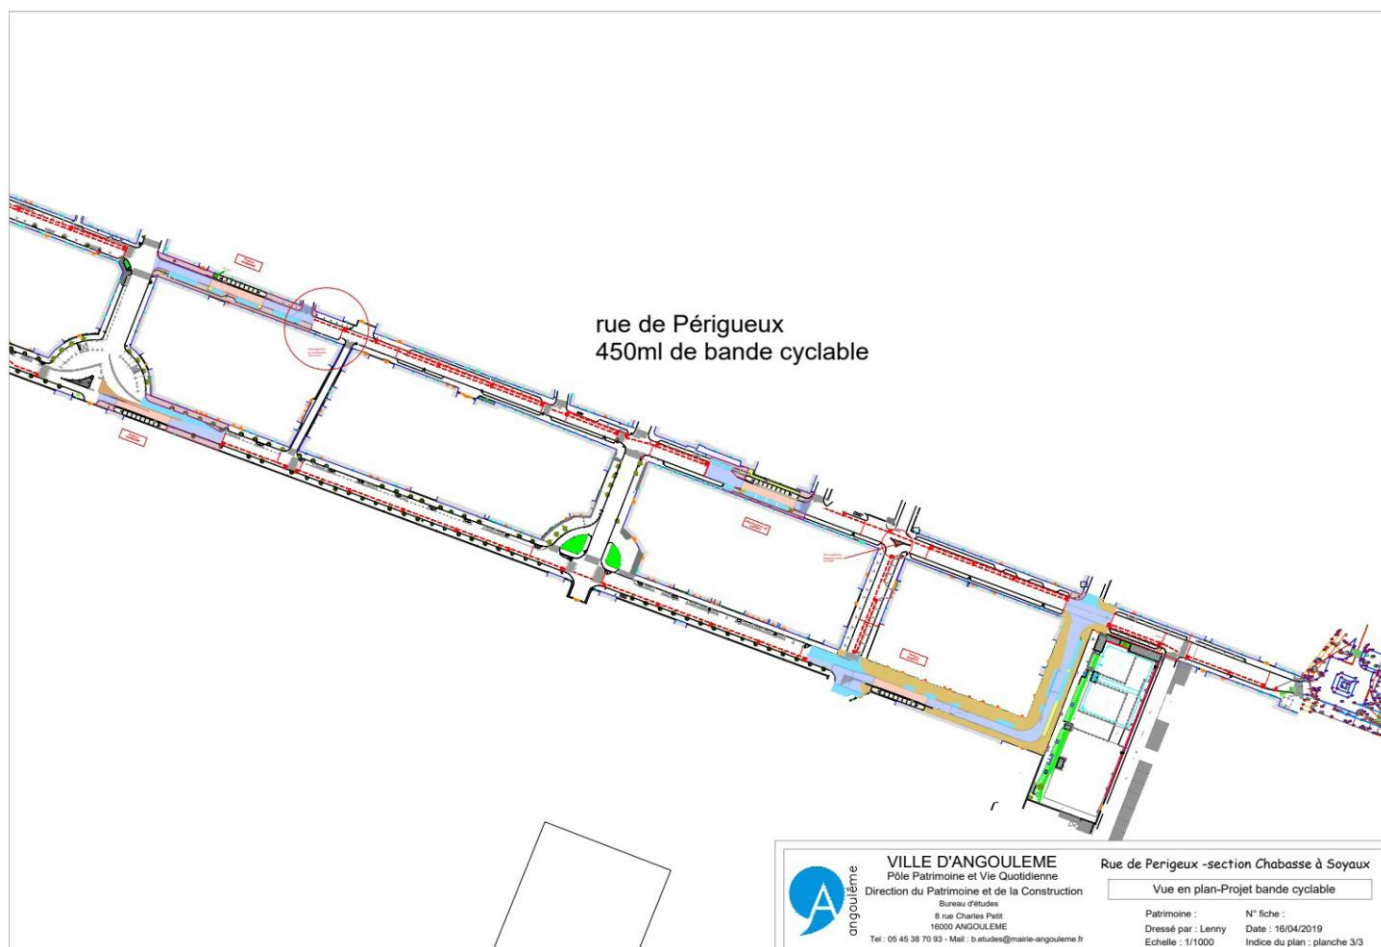 rue de Périgueux
450ml de bande cyclable
angoulême
VILLE D'ANGOULEME
Pôle Patrimoine et Vie Quotidienne
Direction du Patrimoine et de la Construction
Bureau d'études
8 rue Charles Petit
16000 ANGOULEME
Tel : 05 45 38 70 93 - Mail : b.etudes@mairie-angouleme.fr
Rue de Perigeux -section Chabasse à Soyaux
Vue en plan-Projet bande cyclable
Patrimoine :
N° fiche :
Dressé par : Lenny
Date : 16/04/2019
Echelle : 1/1000
Indice du plan : planche 3/3